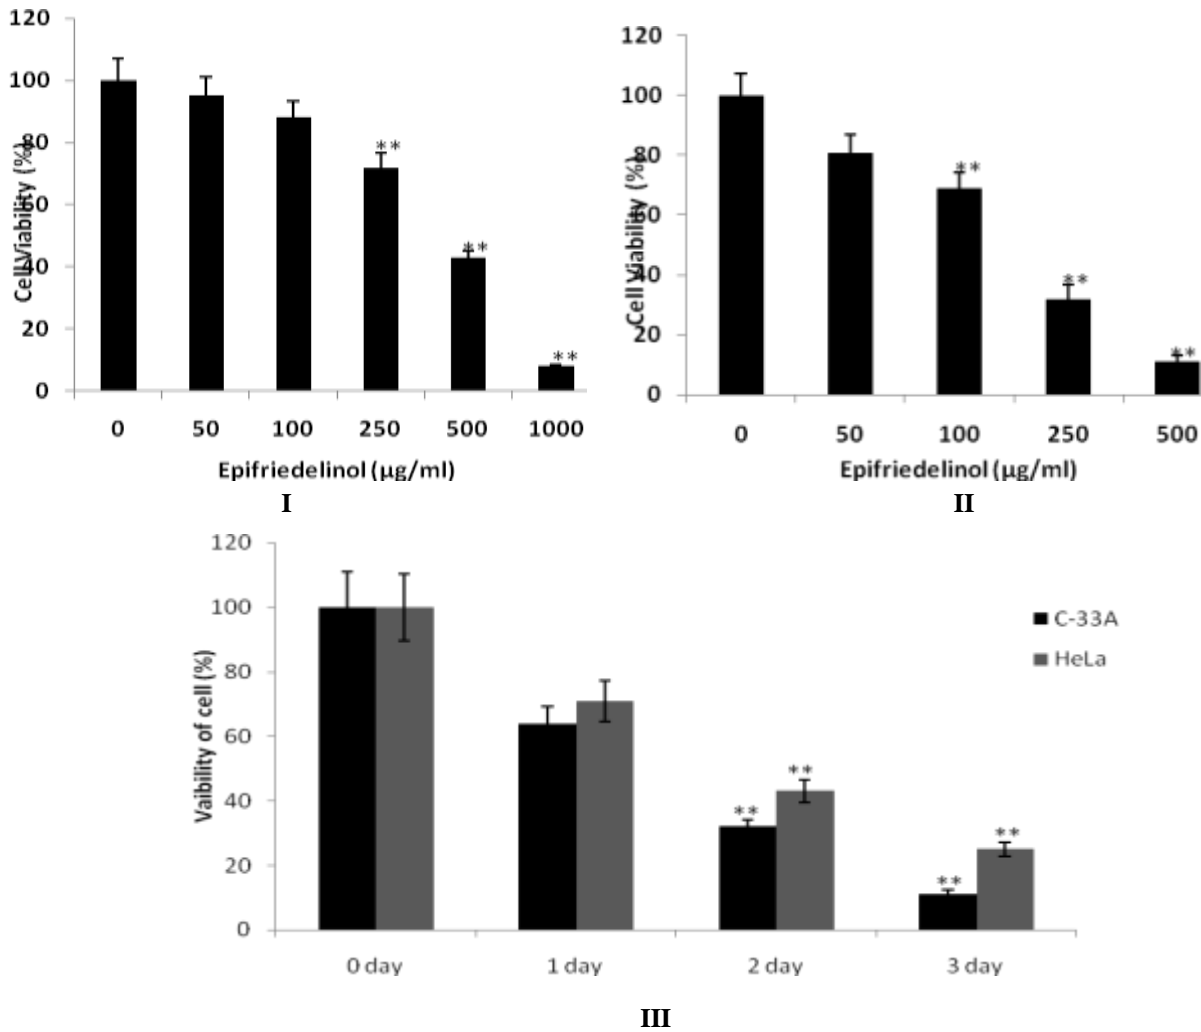 120
100
80
60
40
20
0
Cell Viability (%)
**
**
**
0 50 100 250 500 1000
Epifriedelinol (µg/ml)
I
120
100
80
60
40
20
0
Cell Viability (%)
**
**
**
0 50 100 250 500
Epifriedelinol (µg/ml)
II
120
100
80
60
40
20
0
Vaibility of cell (%)
**
**
**
**
C-33A
HeLa
0 day 1 day 2 day 3 day
III